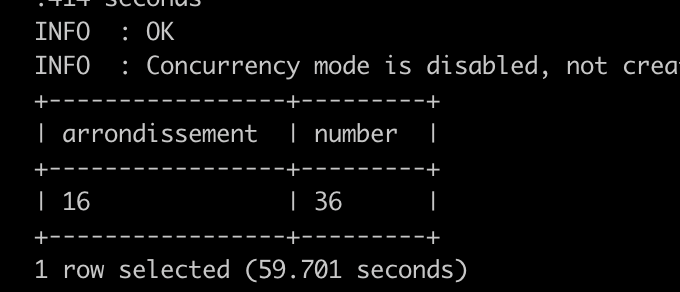 .414 seconds
INFO  : OK
INFO  : Concurrency mode is disabled, not crea
+-----------------+---------+
| arrondissement  | number  |
+-----------------+---------+
| 16              | 36      |
+-----------------+---------+
1 row selected (59.701 seconds)